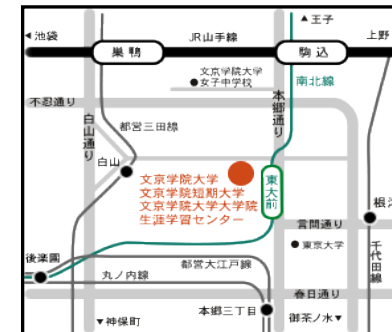 ▲王子
◀池袋
JR山手線
上野
巣鴨
駒込
文京学院大学
●女子中学校
南北線
不忍通り
本郷通り
白山通り
都営三田線
白山
文京学院大学
文京学院短期大学
文京学院大学大学院
生涯学習センター
東大前
根津
言問通り
●東京大学
千代田線
後楽園
都営大江戸線
丸ノ内線
春日通り
本郷三丁目
▼神保町
御茶ノ水▼